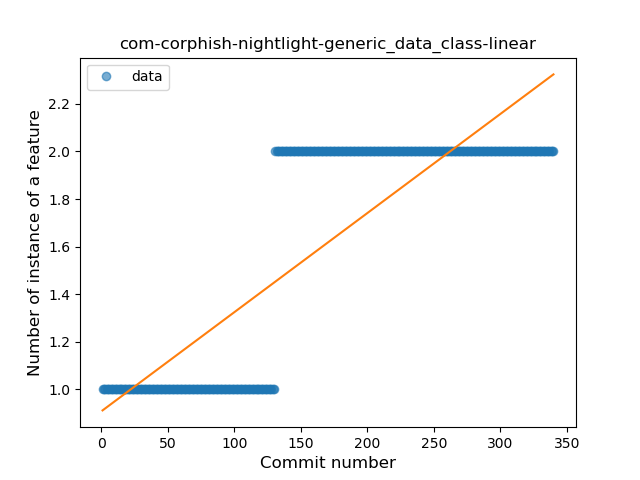 com-corphish-nightlight-generic_data_class-linear
data
Number of instance of a feature
2.2
2.0
1.8
1.6
1.4
1.2
1.0
0 50 100 150 200 250 300 350
Commit number